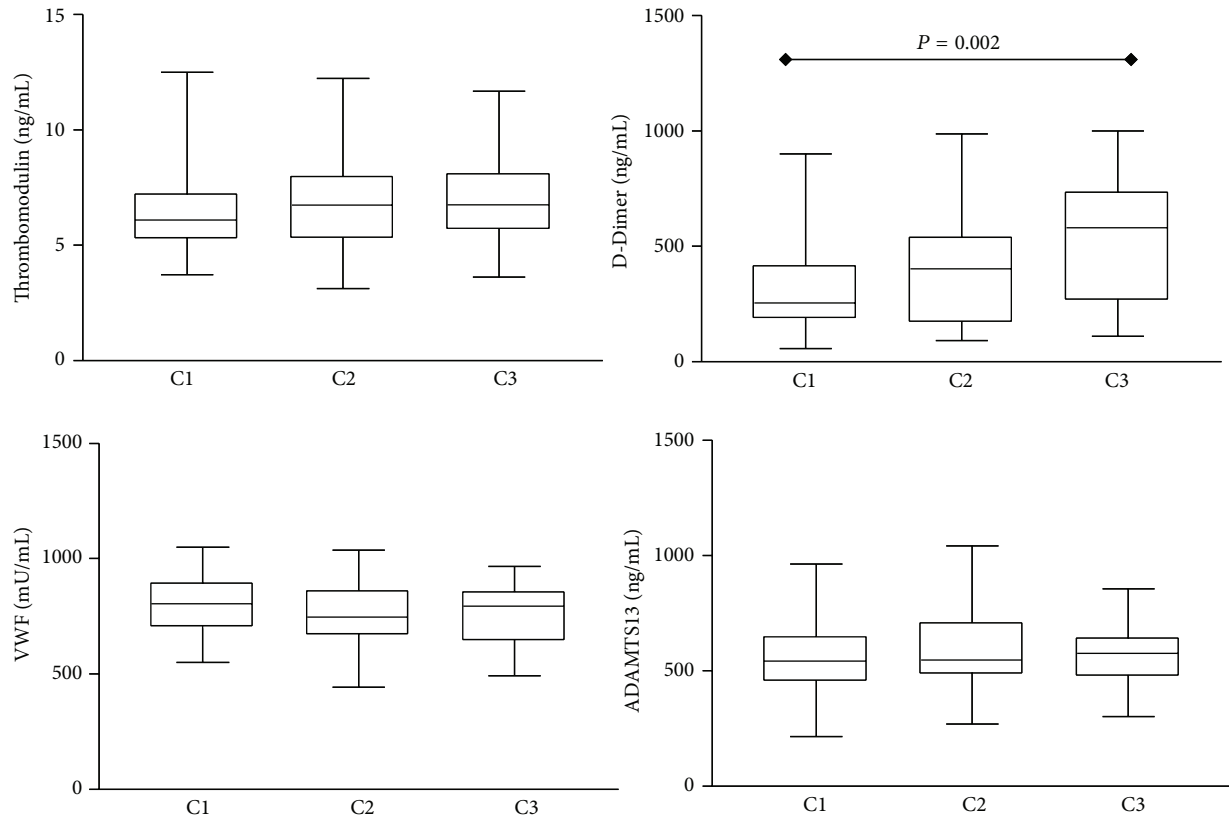 Thrombomodulin (ng/mL)
15
10
5
0
C1 C2 C3
D-Dimer (ng/mL)
1500
1000
500
0
P = 0.002
C1 C2 C3
VWF (mU/mL)
1500
1000
500
0
C1 C2 C3
ADAMTS13 (ng/mL)
1500
1000
500
0
C1 C2 C3